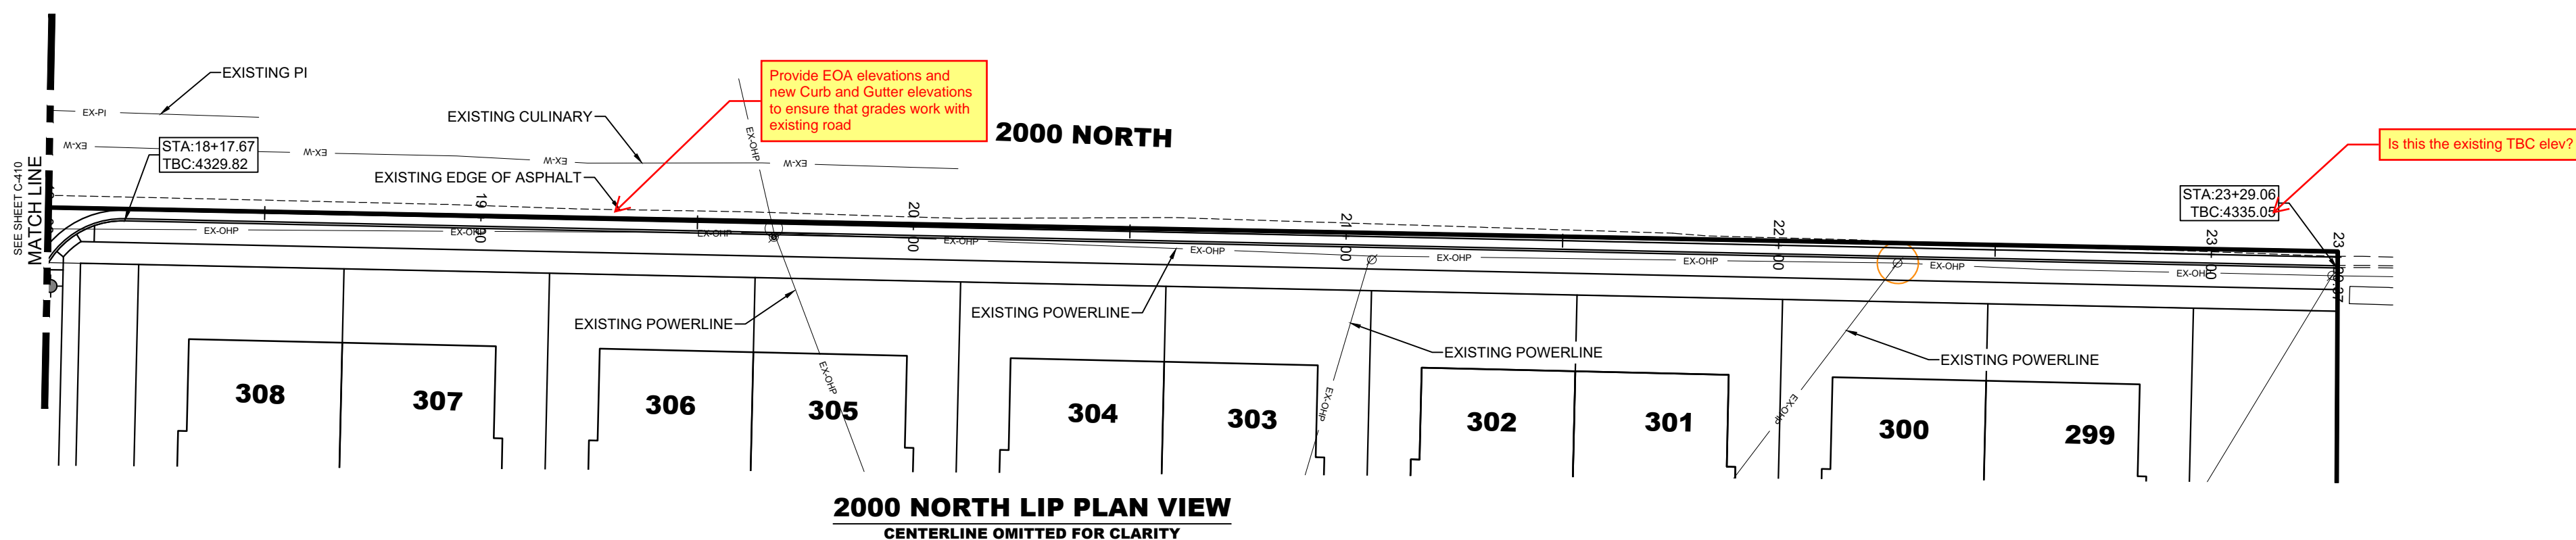 EXISTING PI
EX-PI
EXISTING CULINARY
Provide EOA elevations and
new Curb and Gutter elevations
to ensure that grades work with
existing road
2000 NORTH
Is this the existing TBC elev?
EX-W
EX-W
EX-W
EX-W
EX-OHP
STA:18+17.67
TBC:4329.82
SEE SHEET C-410
MATCH LINE
EXISTING EDGE OF ASPHALT
STA:23+29.06
TBC:4335.05
19+00
20+00
21+00
22+00
23+00
EX-OHP
EX-OHP
EX-OHP
EX-OHP
EX-OHP
EX-OHP
EX-OHP
EX-OHP
EX-OHP
EXISTING POWERLINE
EXISTING POWERLINE
EXISTING POWERLINE
EXISTING POWERLINE
EX-OHP
EX-OHP
EX-OHP
308
307
306
305
304
303
302
301
300
299
2000 NORTH LIP PLAN VIEW
CENTERLINE OMITTED FOR CLARITY